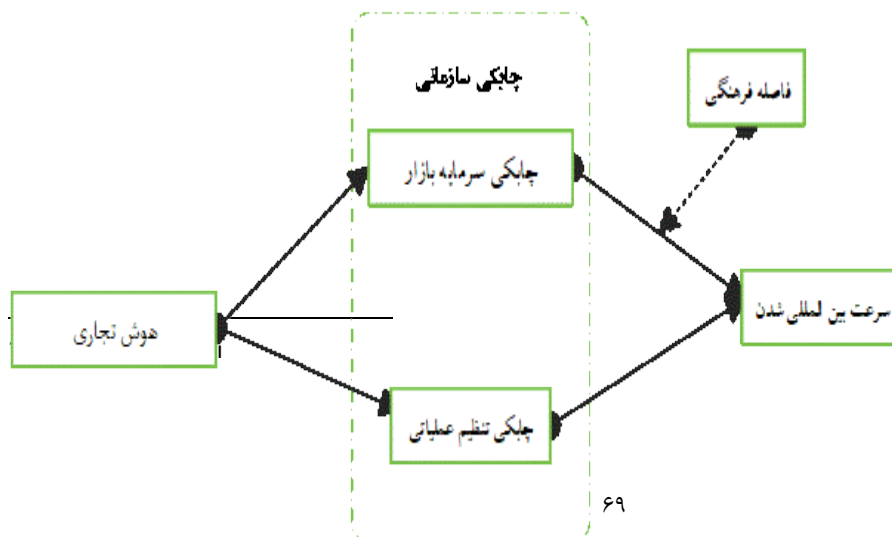 چابکی سازمانی
فاصله فرهنگی
چابکی سرمایه بازار
سرعت بین المللی شدن
هوش تجاری
چابکی تنظیم عملیاتی
۶۹